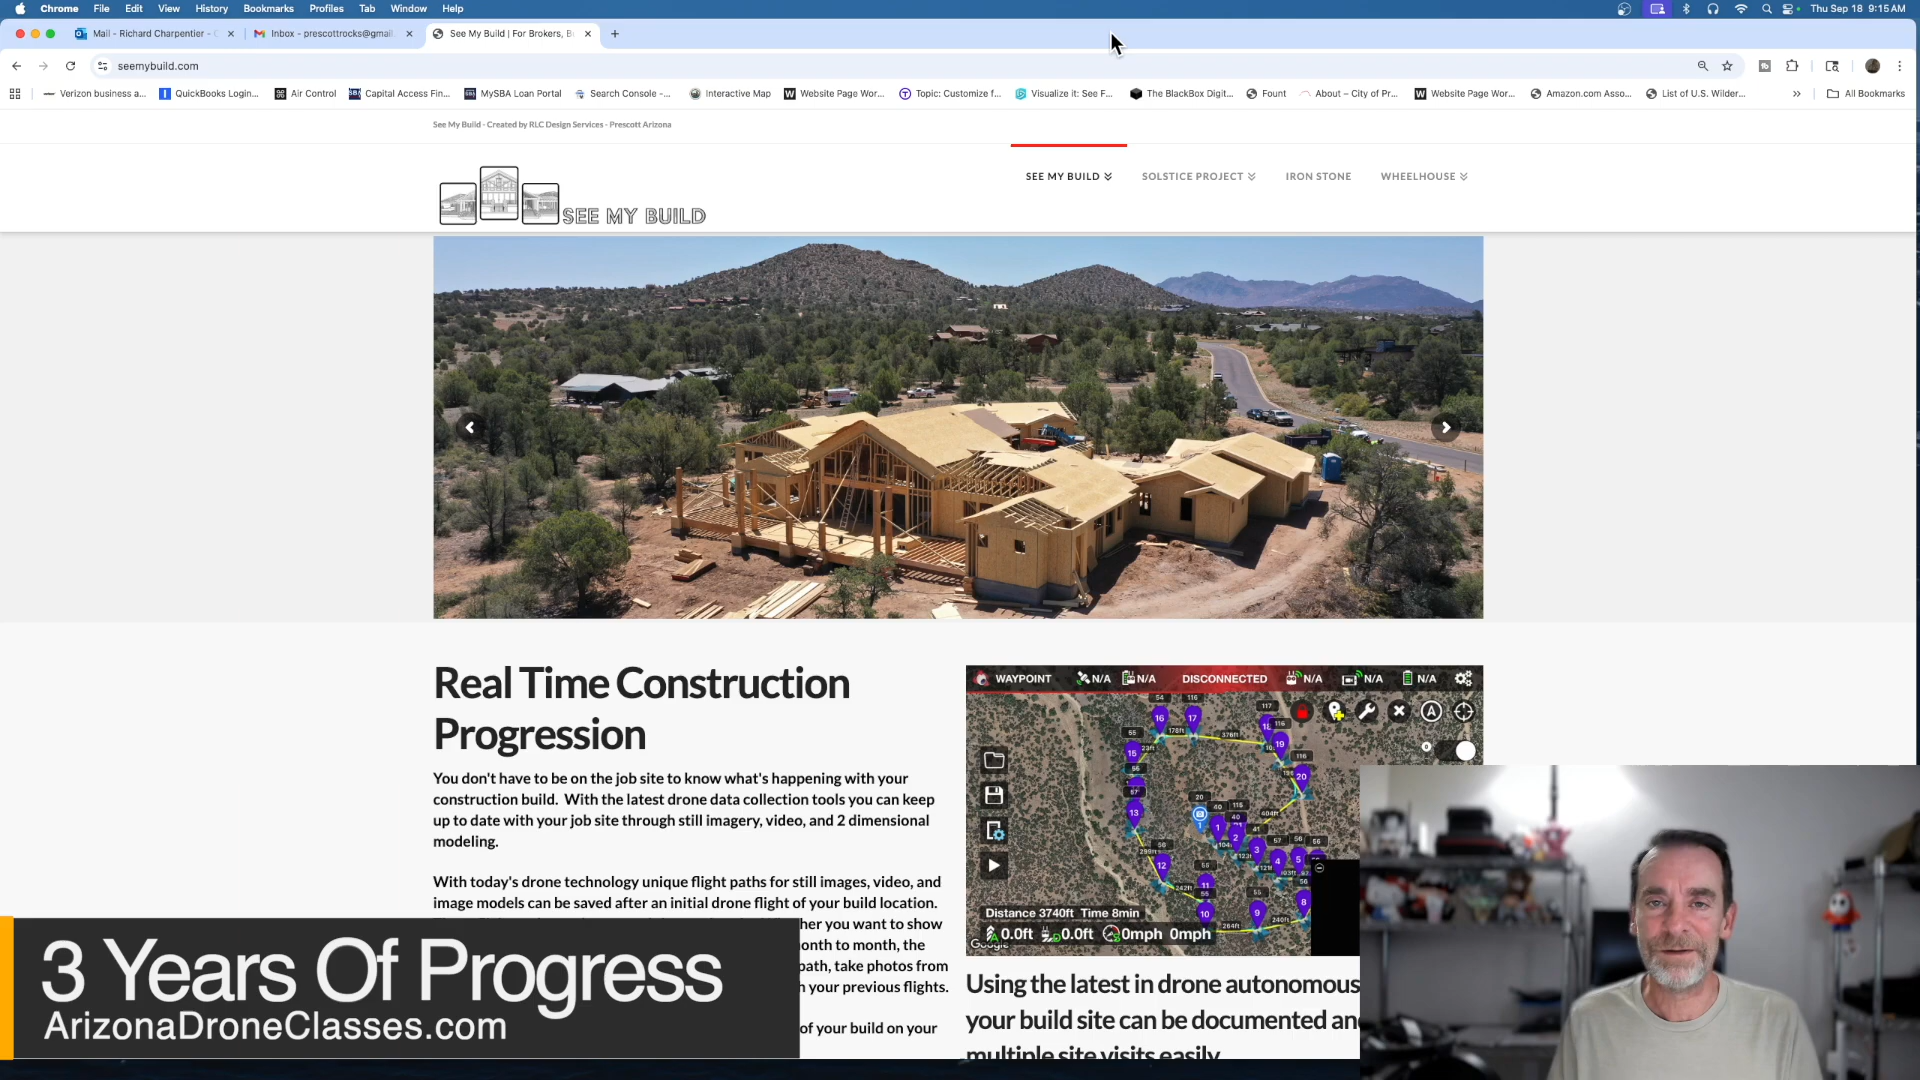 Chrome File Edit View History Bookmarks Profiles Tab Window Help Thu Sep 18 9:15 AM
Mail - Richard Charpentier - Inbox - prescottrocks@gmail. See My Build | For Brokers, B
seemybuild.com
Verizon business a... QuickBooks Login... Air Control Capital Access Fin... MySBA Loan Portal Search Console -... Interactive Map Website Page Wor... Topic: Customize f... Visualize it: See F... The BlackBox Digit... Fount About – City of Pr... Website Page Wor... Amazon.com Asso... List of U.S. Wilder... All Bookmarks
See My Build - Created by RLC Design Services - Prescott Arizona
SEE MY BUILD
SEE MY BUILD SOLSTICE PROJECT IRON STONE WHEELHOUSE
Real Time Construction
Progression
You don't have to be on the job site to know what's happening with your
construction build. With the latest drone data collection tools you can keep
up to date with your job site through still imagery, video, and 2 dimensional
modeling.
With today's drone technology unique flight paths for still images, video, and
image models can be saved after an initial drone flight of your build location.
her you want to show
onth to month, the
path, take photos from
n your previous flights.
of your build on your
WAYPOINT N/A N/A DISCONNECTED N/A N/A N/A
Distance 3740ft Time 8min
0.0ft 0.0ft 0mph 0mph
Google
Using the latest in drone autonomous
your build site can be documented an
multiple site visits easily
3 Years Of Progress
ArizonaDroneClasses.com